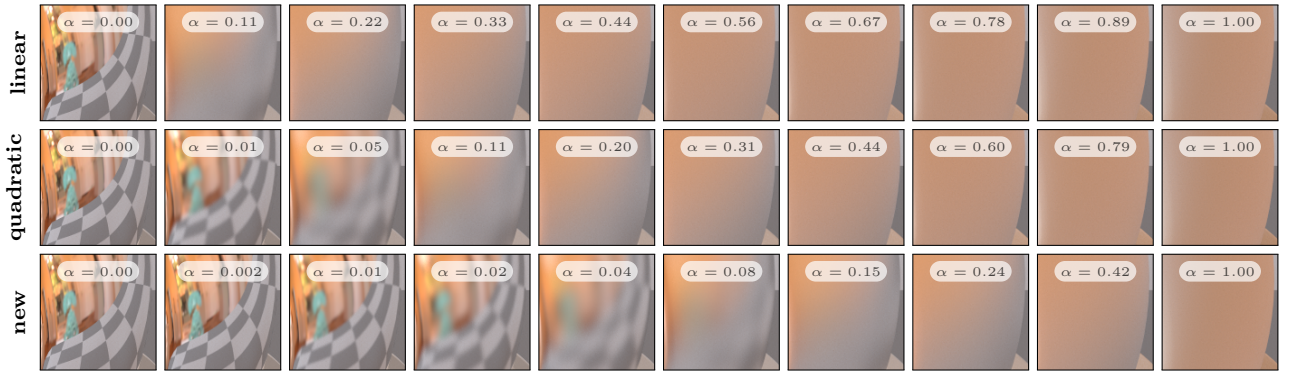 linear
α = 0.00 α = 0.11 α = 0.22 α = 0.33 α = 0.44 α = 0.56 α = 0.67 α = 0.78 α = 0.89 α = 1.00
quadratic
α = 0.00 α = 0.01 α = 0.05 α = 0.11 α = 0.20 α = 0.31 α = 0.44 α = 0.60 α = 0.79 α = 1.00
new
α = 0.00 α = 0.002 α = 0.01 α = 0.02 α = 0.04 α = 0.08 α = 0.15 α = 0.24 α = 0.42 α = 1.00